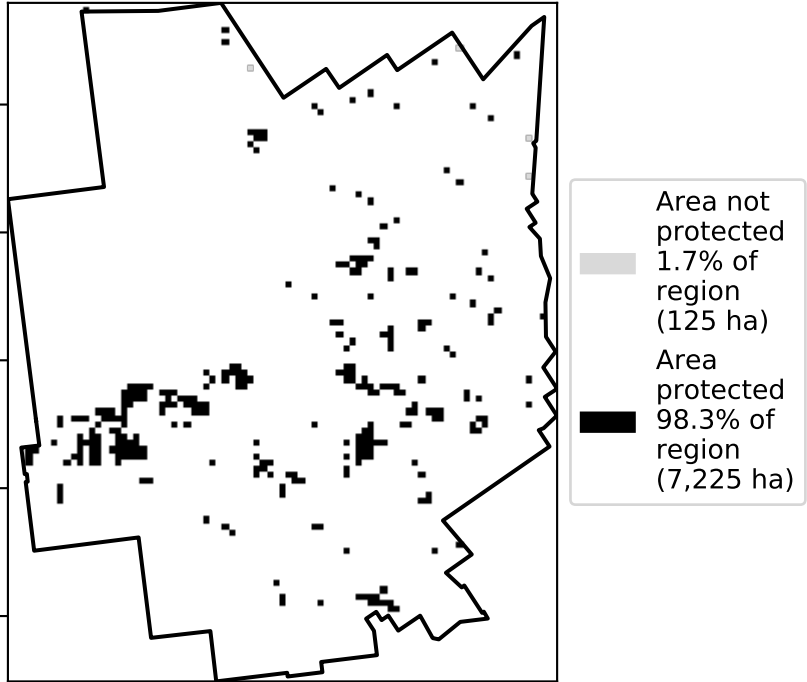 Area not
protected
1.7% of
region
(125 ha)
Area
protected
98.3% of
region
(7,225 ha)